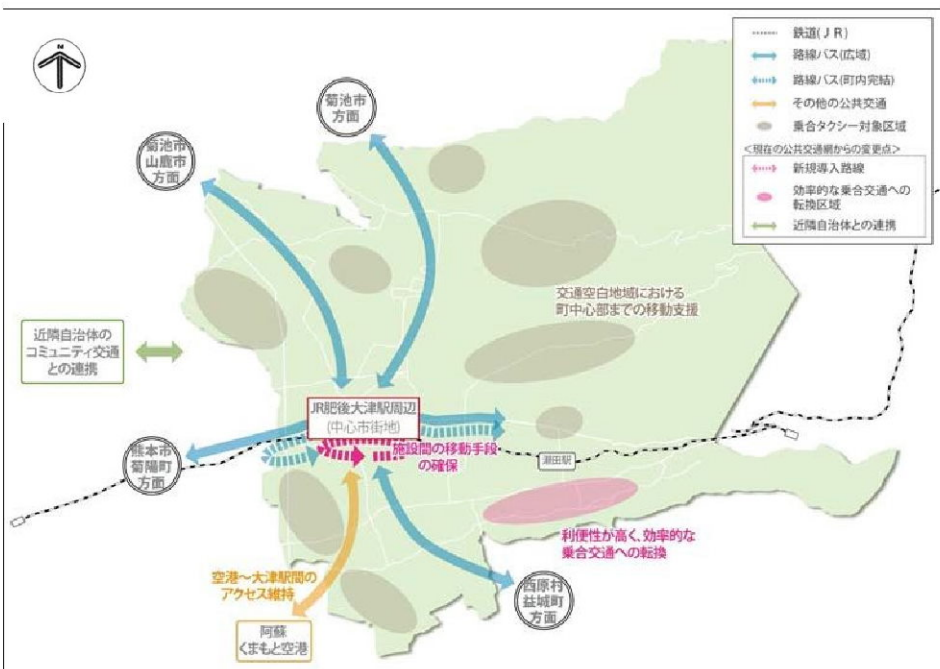 N
鉄道(JR)
路線バス(広域)
路線バス(町内完結)
その他の公共交通
乗合タクシー対象区域
<現在の公共交通網からの変更点>
新規導入路線
効率的な乗合交通への
転換区域
近隣自治体との連携
菊池市
方面
菊池市
山鹿市
方面
交通空白地域における
町中心部までの移動支援
近隣自治体の
コミュニティ交通
との連携
JR肥後大津駅周辺
(中心市街地)
施設間の移動手段
の確保
熊本市
菊陽町
方面
瀬田駅
利便性が高く、効率的な
乗合交通への転換
空港~大津駅間の
アクセス維持
西原村
益城町
方面
阿蘇
くまもと空港